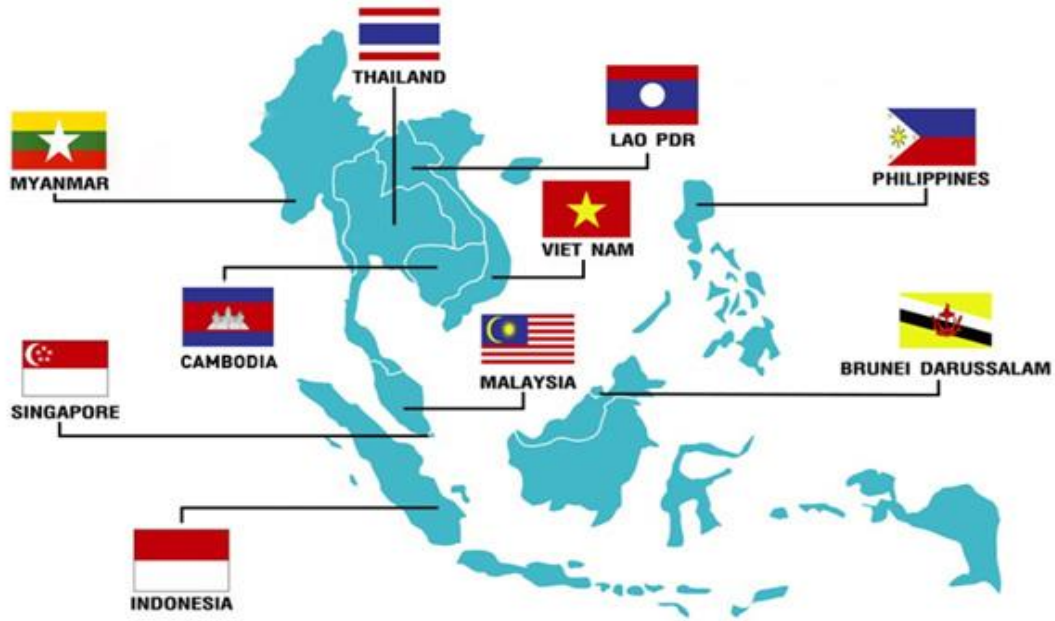 THAILAND
LAO PDR
MYANMAR
PHILIPPINES
VIET NAM
CAMBODIA
MALAYSIA
BRUNEI DARUSSALAM
SINGAPORE
INDONESIA